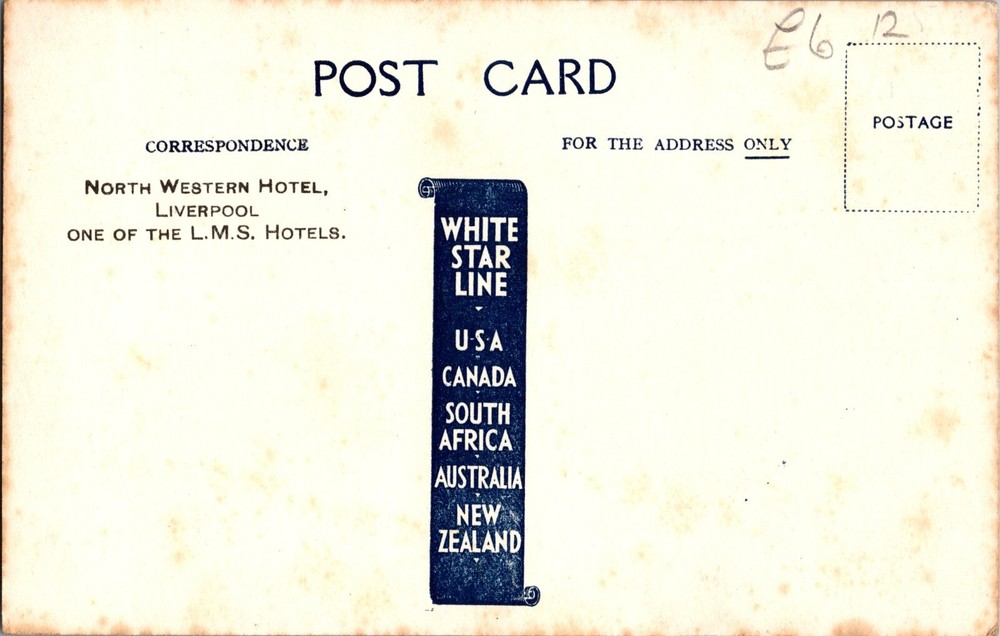 £6 12
POST CARD
POSTAGE
CORRESPONDENCE
FOR THE ADDRESS ONLY
NORTH WESTERN HOTEL,
LIVERPOOL
ONE OF THE L.M.S. HOTELS.
WHITE
STAR
LINE
U·S·A
CANADA
SOUTH
AFRICA
AUSTRALIA
NEW
ZEALAND